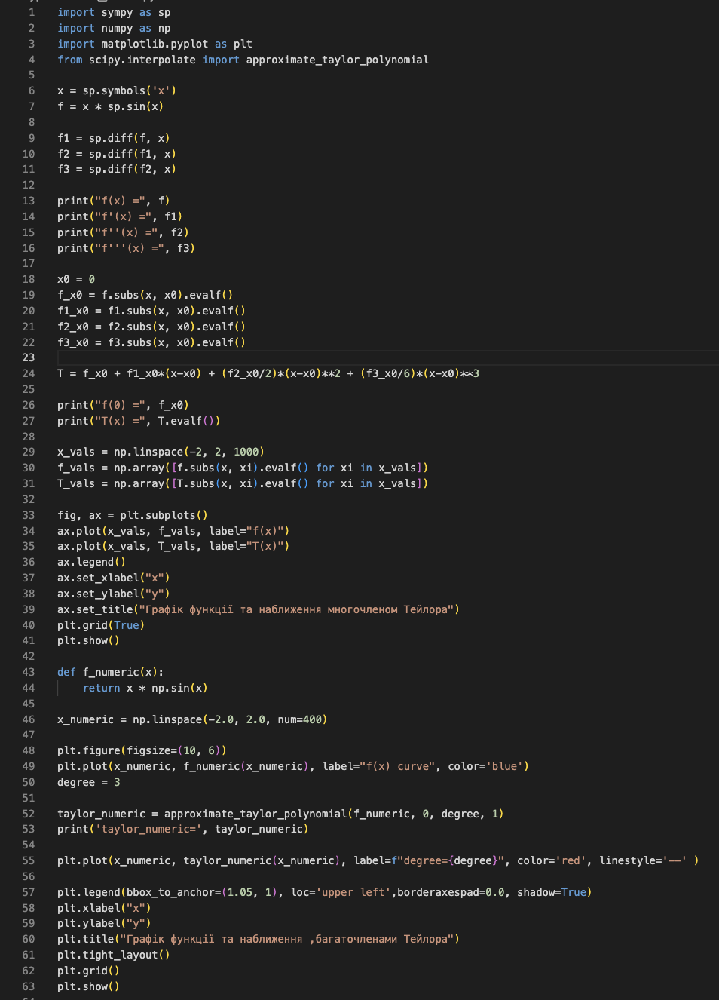 1 import sympy as sp
2 import numpy as np
3 import matplotlib.pyplot as plt
4 from scipy.interpolate import approximate_taylor_polynomial
5
6 x = sp.symbols('x')
7 f = x * sp.sin(x)
8
9 f1 = sp.diff(f, x)
10 f2 = sp.diff(f1, x)
11 f3 = sp.diff(f2, x)
12
13 print("f(x) =", f)
14 print("f'(x) =", f1)
15 print("f''(x) =", f2)
16 print("f'''(x) =", f3)
17
18 x0 = 0
19 f_x0 = f.subs(x, x0).evalf()
20 f1_x0 = f1.subs(x, x0).evalf()
21 f2_x0 = f2.subs(x, x0).evalf()
22 f3_x0 = f3.subs(x, x0).evalf()
23
24 T = f_x0 + f1_x0*(x-x0) + (f2_x0/2)*(x-x0)**2 + (f3_x0/6)*(x-x0)**3
25
26 print("f(0) =", f_x0)
27 print("T(x) =", T.evalf())
28
29 x_vals = np.linspace(-2, 2, 1000)
30 f_vals = np.array([f.subs(x, xi).evalf() for xi in x_vals])
31 T_vals = np.array([T.subs(x, xi).evalf() for xi in x_vals])
32
33 fig, ax = plt.subplots()
34 ax.plot(x_vals, f_vals, label="f(x)")
35 ax.plot(x_vals, T_vals, label="T(x)")
36 ax.legend()
37 ax.set_xlabel("x")
38 ax.set_ylabel("y")
39 ax.set_title("Графік функції та наближення многочленом Тейлора")
40 plt.grid(True)
41 plt.show()
42
43 def f_numeric(x):
44     return x * np.sin(x)
45
46 x_numeric = np.linspace(-2.0, 2.0, num=400)
47
48 plt.figure(figsize=(10, 6))
49 plt.plot(x_numeric, f_numeric(x_numeric), label="f(x) curve", color='blue')
50 degree = 3
51
52 taylor_numeric = approximate_taylor_polynomial(f_numeric, 0, degree, 1)
53 print('taylor_numeric=', taylor_numeric)
54
55 plt.plot(x_numeric, taylor_numeric(x_numeric), label=f"degree={degree}", color='red', linestyle='--' )
56
57 plt.legend(bbox_to_anchor=(1.05, 1), loc='upper left',borderaxespad=0.0, shadow=True)
58 plt.xlabel("x")
59 plt.ylabel("y")
60 plt.title("Графік функції та наближення ,багаточленами Тейлора")
61 plt.tight_layout()
62 plt.grid()
63 plt.show()